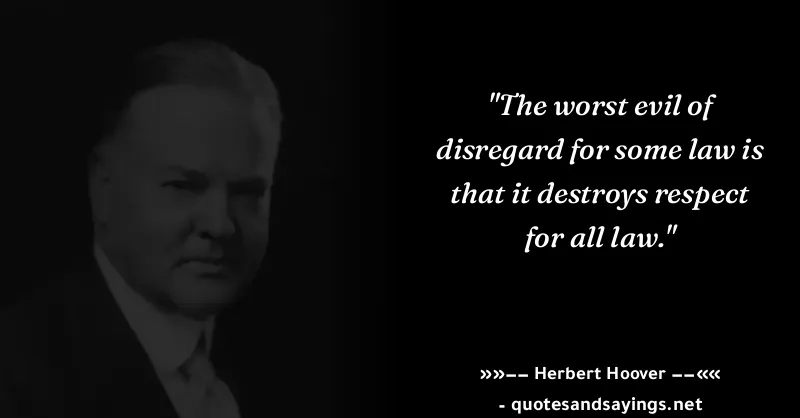 "The worst evil of
disregard for some law is
that it destroys respect
for all law."
»»–– Herbert Hoover ––««
- quotesandsayings.net